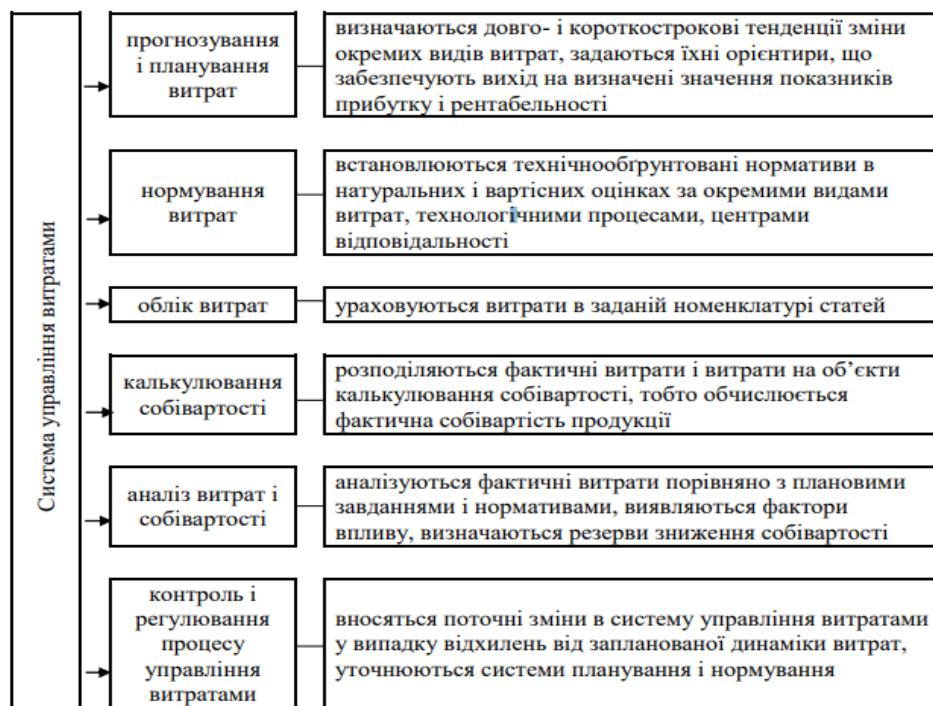 Система управління витратами
прогнозування
і планування
витрат
визначаються довго- і короткострокові тенденції зміни
окремих видів витрат, задаються їхні орієнтири, що
забезпечують вихід на визначені значення показників
прибутку і рентабельності
нормування
витрат
встановлюються технічнообґрунтовані нормативи в
натуральних і вартісних оцінках за окремими видами
витрат, технологічними процесами, центрами
відповідальності
облік витрат
ураховуються витрати в заданій номенклатурі статей
калькулювання
собівартості
розподіляються фактичні витрати і витрати на об’єкти
калькулювання собівартості, тобто обчислюється
фактична собівартість продукції
аналіз витрат і
собівартості
аналізуються фактичні витрати порівняно з плановими
завданнями і нормативами, виявляються фактори
впливу, визначаються резерви зниження собівартості
контроль і
регулювання
процесу
управління
витратами
вносяться поточні зміни в систему управління витратами
у випадку відхилень від запланованої динаміки витрат,
уточнюються системи планування і нормування